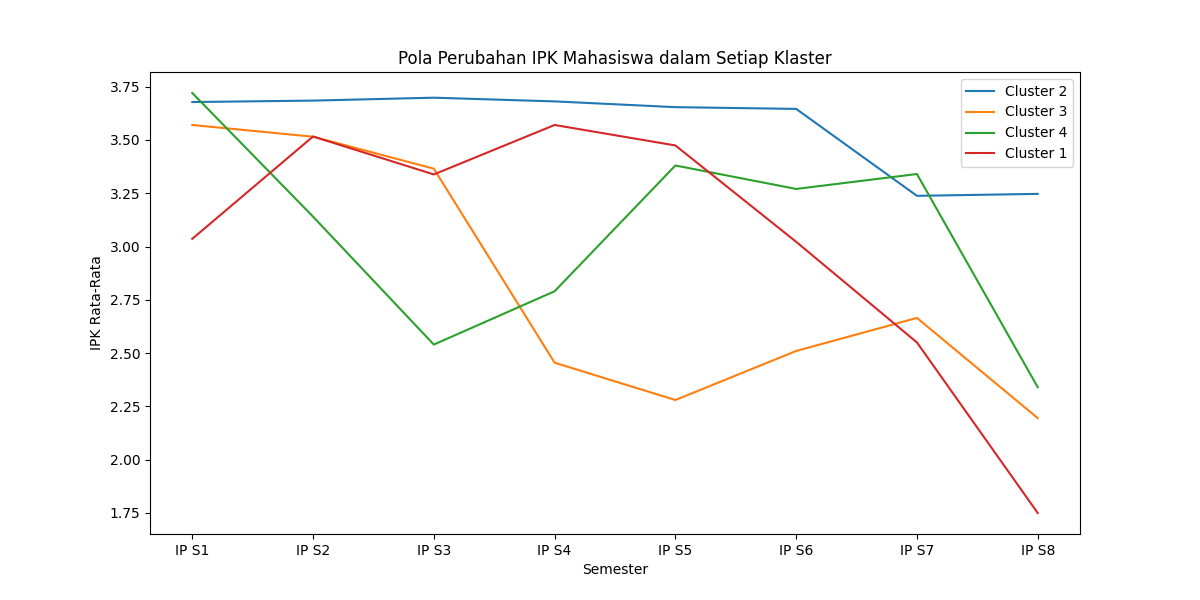 Pola Perubahan IPK Mahasiswa dalam Setiap Klaster
Cluster 2
Cluster 3
Cluster 4
Cluster 1
IPK Rata-Rata
3.75
3.50
3.25
3.00
2.75
2.50
2.25
2.00
1.75
IP S1 IP S2 IP S3 IP S4 IP S5 IP S6 IP S7 IP S8
Semester